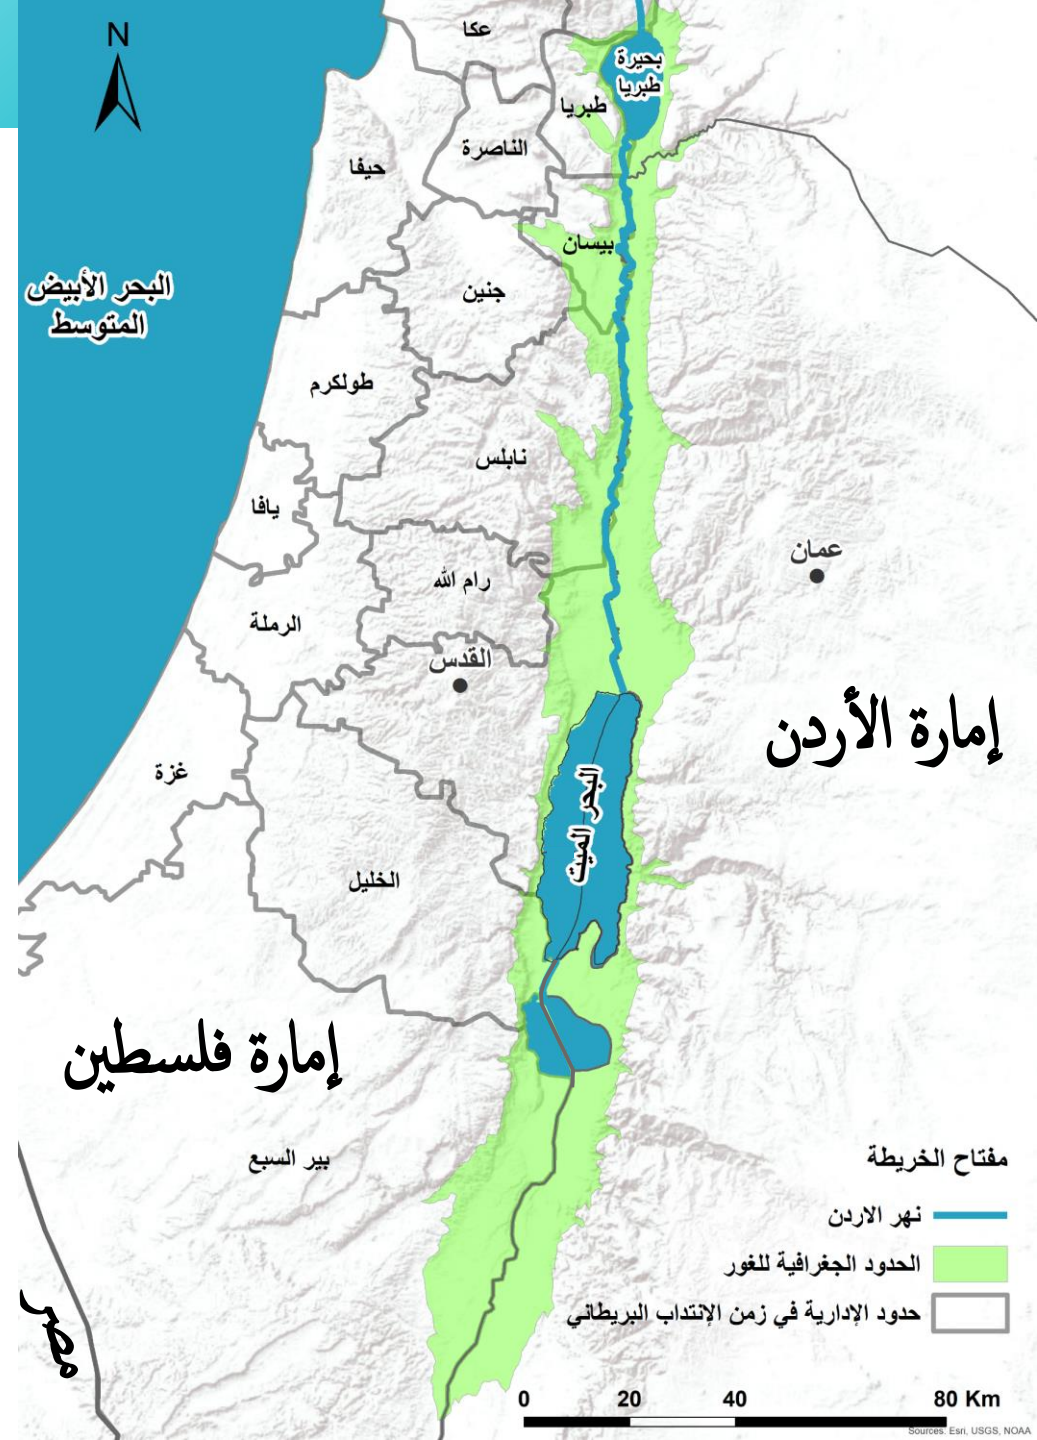 N
عكا
بحيرة
طبريا
طبريا
الناصرة
حيفا
بيسان
البحر الأبيض
المتوسط
جنين
طولكرم
نابلس
يافا
عمان
رام الله
الرملة
القدس
إمارة الأردن
غزة
البحر الميت
الخليل
إمارة فلسطين
بير السبع
مصر
مفتاح الخريطة
نهر الاردن
الحدود الجغرافية للغور
حدود الإدارية في زمن الإنتداب البريطاني
0 20 40 80 Km
Sources: Esri, USGS, NOAA